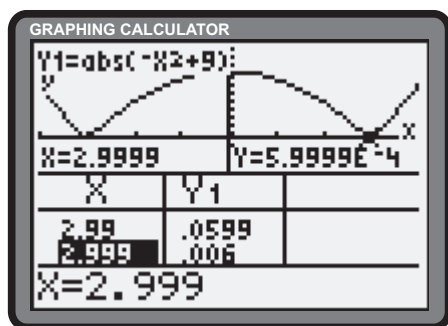 GRAPHING CALCULATOR
Y1=abs(-X2+9)
y
x
X=2.9999 Y=5.9999E -4
X Y1
2.99 .0599
2.999 .006
X=2.999